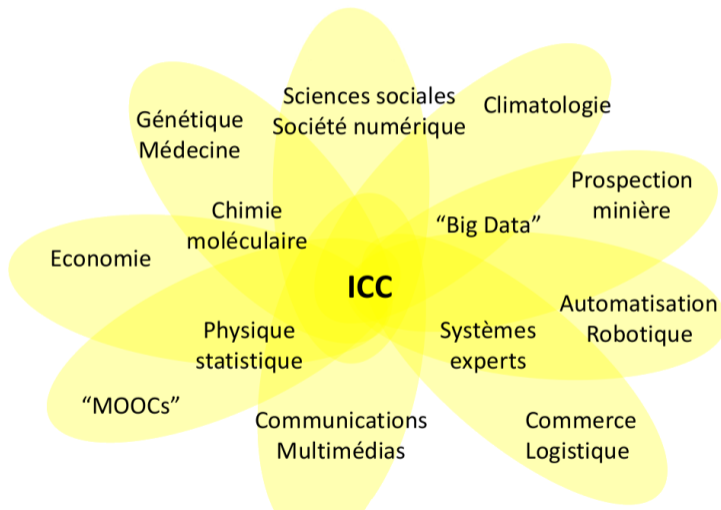 Sciences sociales
Société numérique
Climatologie
Génétique
Médecine
Prospection
minière
Chimie
moléculaire
“Big Data”
Economie
ICC
Automatisation
Robotique
Physique
statistique
Systèmes
experts
“MOOCs”
Communications
Multimédias
Commerce
Logistique